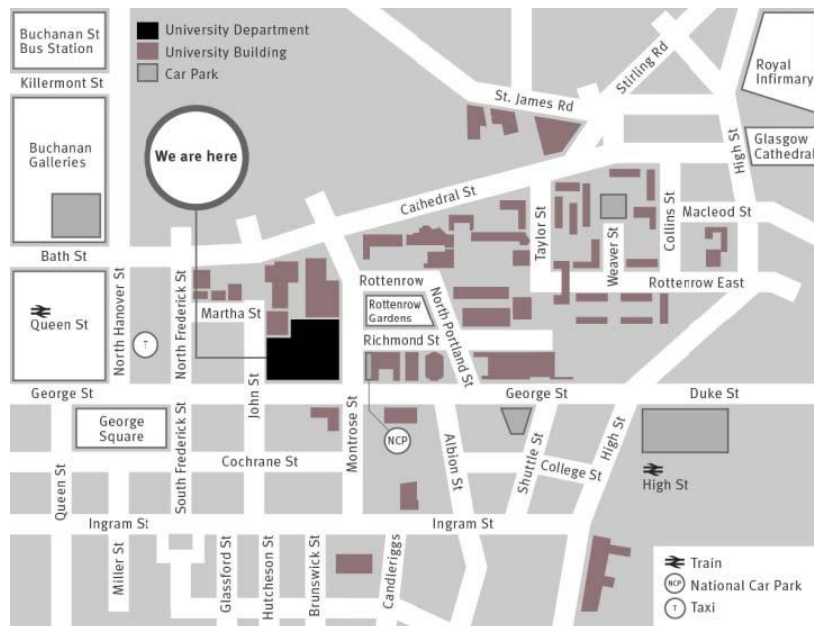 Buchanan St
Bus Station
University Department
University Building
Car Park
Killermont St
Stirling Rd
Royal
Infirmary
St. James Rd
Buchanan
Galleries
We are here
High St
Glasgow
Cathedral
Cathedral St
Taylor St
Collins St
Macleod St
Weaver St
Bath St
Rottenrow
Rottenrow East
North Hanover St
North Frederick St
Queen St
Martha St
Rottenrow
Gardens
North Portland St
T
Richmond St
George St
John St
George St
Duke St
George
Square
South Frederick St
Montrose St
NCP
Albion St
Shuttle St
High St
Queen St
Cochrane St
College St
High St
Ingram St
Ingram St
Miller St
Glassford St
Hutcheson St
Brunswick St
Candleriggs
Train
NCP National Car Park
T Taxi